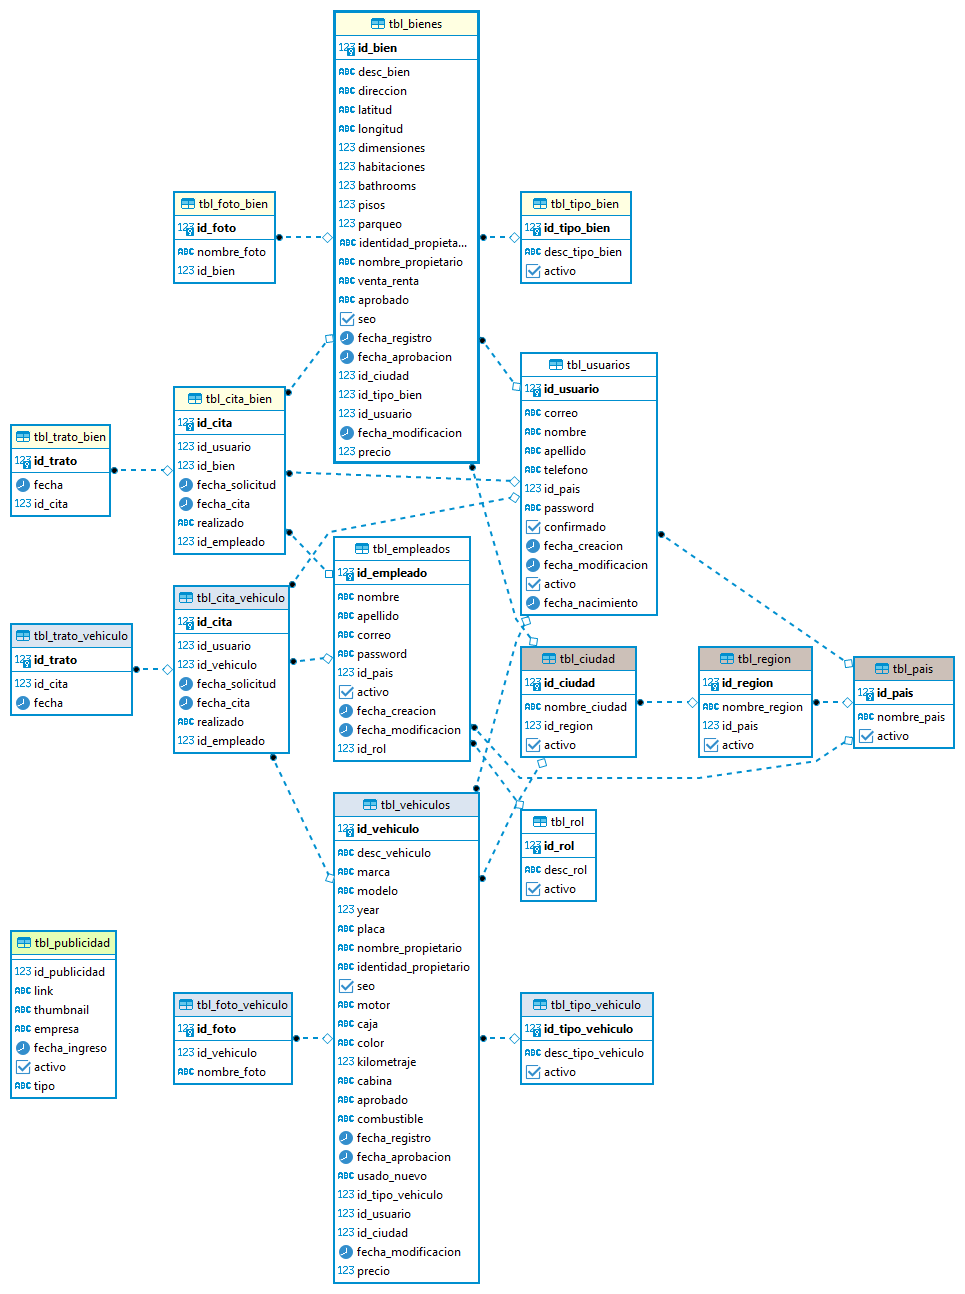 tbl_bienes
123 id_bien
ABC desc_bien
ABC direccion
ABC latitud
ABC longitud
123 dimensiones
123 habitaciones
123 bathrooms
123 pisos
123 parqueo
ABC identidad_propieta...
ABC nombre_propietario
ABC venta_renta
ABC aprobado
seo
fecha_registro
fecha_aprobacion
123 id_ciudad
123 id_tipo_bien
123 id_usuario
fecha_modificacion
123 precio
tbl_foto_bien
123 id_foto
ABC nombre_foto
123 id_bien
tbl_tipo_bien
123 id_tipo_bien
ABC desc_tipo_bien
activo
tbl_usuarios
123 id_usuario
ABC correo
ABC nombre
ABC apellido
ABC telefono
123 id_pais
ABC password
confirmado
fecha_creacion
fecha_modificacion
activo
fecha_nacimiento
tbl_cita_bien
123 id_cita
123 id_usuario
123 id_bien
fecha_solicitud
fecha_cita
ABC realizado
123 id_empleado
tbl_trato_bien
123 id_trato
fecha
123 id_cita
tbl_empleados
123 id_empleado
ABC nombre
ABC apellido
ABC correo
ABC password
123 id_pais
activo
fecha_creacion
fecha_modificacion
123 id_rol
tbl_cita_vehiculo
123 id_cita
123 id_usuario
123 id_vehiculo
fecha_solicitud
fecha_cita
ABC realizado
123 id_empleado
tbl_trato_vehiculo
123 id_trato
123 id_cita
fecha
tbl_ciudad
123 id_ciudad
ABC nombre_ciudad
123 id_region
activo
tbl_region
123 id_region
ABC nombre_region
123 id_pais
activo
tbl_pais
123 id_pais
ABC nombre_pais
activo
tbl_vehiculos
123 id_vehiculo
ABC desc_vehiculo
ABC marca
ABC modelo
123 year
ABC placa
ABC nombre_propietario
ABC identidad_propietario
seo
ABC motor
ABC caja
ABC color
123 kilometraje
ABC cabina
ABC aprobado
ABC combustible
fecha_registro
fecha_aprobacion
ABC usado_nuevo
123 id_tipo_vehiculo
123 id_usuario
123 id_ciudad
fecha_modificacion
123 precio
tbl_rol
123 id_rol
ABC desc_rol
activo
tbl_publicidad
123 id_publicidad
ABC link
ABC thumbnail
ABC empresa
fecha_ingreso
activo
ABC tipo
tbl_foto_vehiculo
123 id_foto
123 id_vehiculo
ABC nombre_foto
tbl_tipo_vehiculo
123 id_tipo_vehiculo
ABC desc_tipo_vehiculo
activo